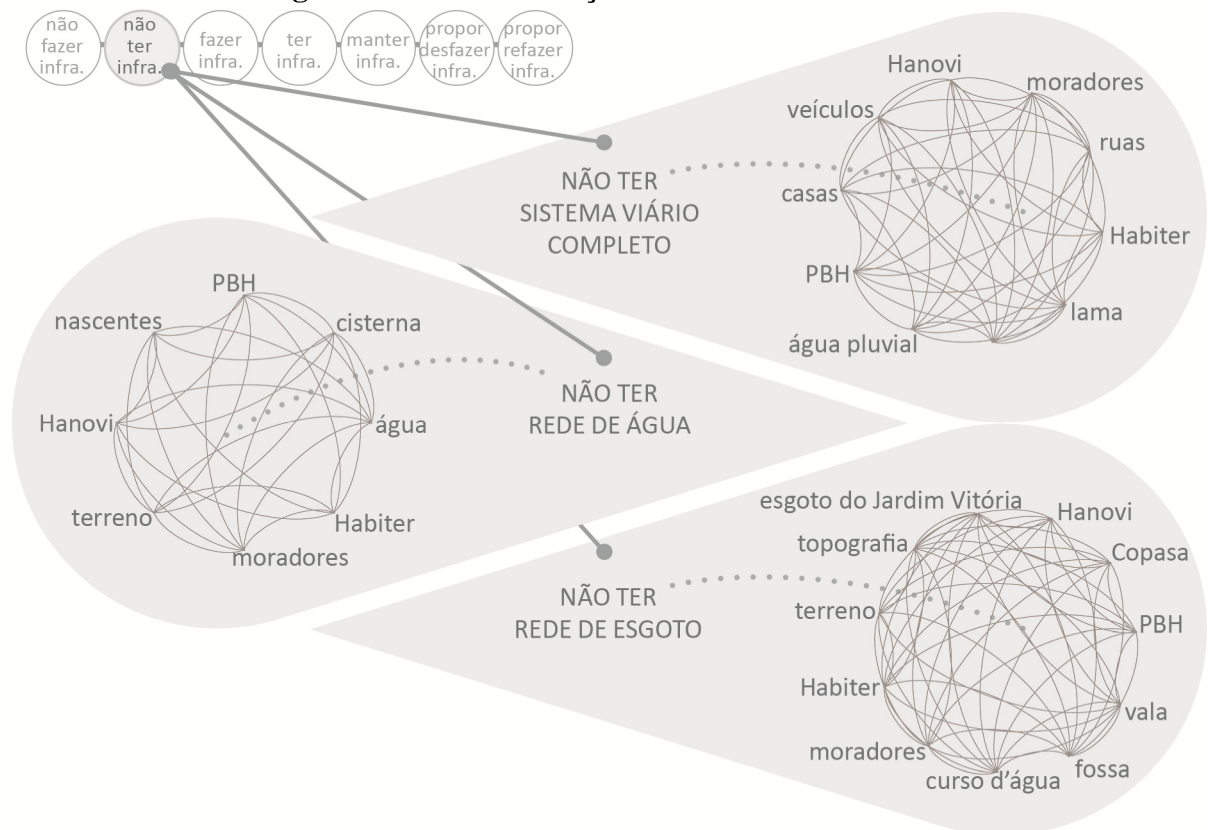 não
fazer
infra.
não
ter
infra.
fazer
infra.
ter
infra.
manter
infra.
propor
desfazer
infra.
propor
refazer
infra.
NÃO TER
SISTEMA VIÁRIO
COMPLETO
Hanovi
moradores
veículos
ruas
casas
Habiter
PBH
lama
água pluvial
PBH
nascentes
cisterna
Hanovi
água
terreno
Habiter
moradores
NÃO TER
REDE DE ÁGUA
NÃO TER
REDE DE ESGOTO
esgoto do Jardim Vitória
Hanovi
topografia
Copasa
terreno
PBH
Habiter
vala
moradores
fossa
curso d’água